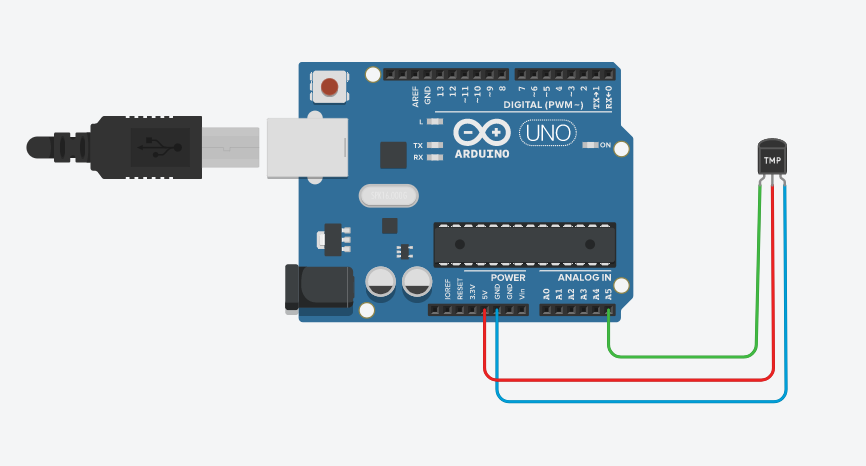 AREF
GND
13
12
~11
~10
~9
8
7
~6
~5
4
~3
2
TX→1
RX←0
DIGITAL (PWM~)
L
TX
RX
UNO
ARDUINO
ON
TMP
POWER
ANALOG IN
IOREF
RESET
3.3V
5V
GND
GND
Vin
A0
A1
A2
A3
A4
A5